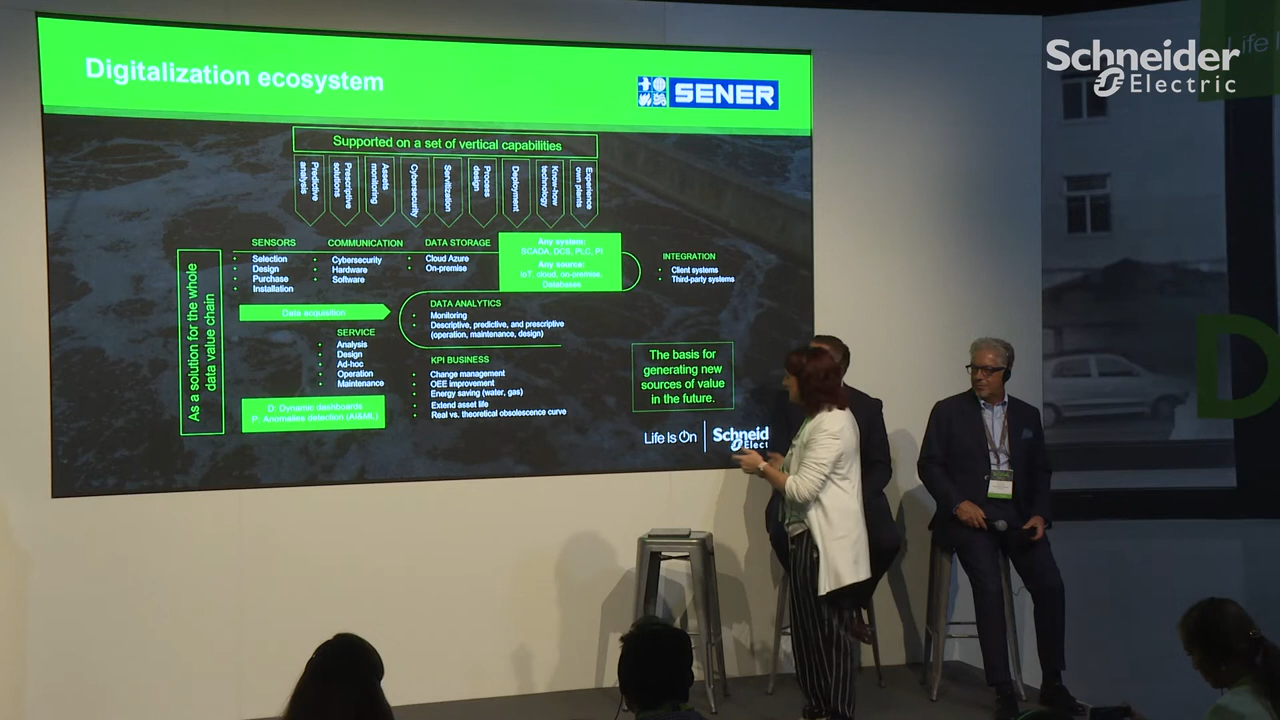 Digitalization ecosystem
SENER
Schneider
Electric
Life I
Supported on a set of vertical capabilities
Predictive
analysis
Prescriptive
solutions
Assets
monitoring
Cybersecurity
Servitization
Process
design
Deployment
Know-how
technology
Experience
own plants
As a solution for the whole
data value chain
SENSORS
Selection
Design
Purchase
Installation
COMMUNICATION
Cybersecurity
Hardware
Software
DATA STORAGE
Cloud Azure
On-premise
Any system:
SCADA, DCS, PLC, PI
Any source:
IoT, cloud, on-premise,
Databases
INTEGRATION
Client systems
Third-party systems
Data acquisition
DATA ANALYTICS
Monitoring
Descriptive, predictive, and prescriptive
(operation, maintenance, design)
SERVICE
Analysis
Design
Ad-hoc
Operation
Maintenance
KPI BUSINESS
Change management
OEE improvement
Energy saving (water, gas)
Extend asset life
Real vs. theoretical obsolescence curve
D: Dynamic dashboards
P: Anomalies detection (AI&ML)
The basis for
generating new
sources of value
in the future.
Life Is On
Schneid
Elect
D